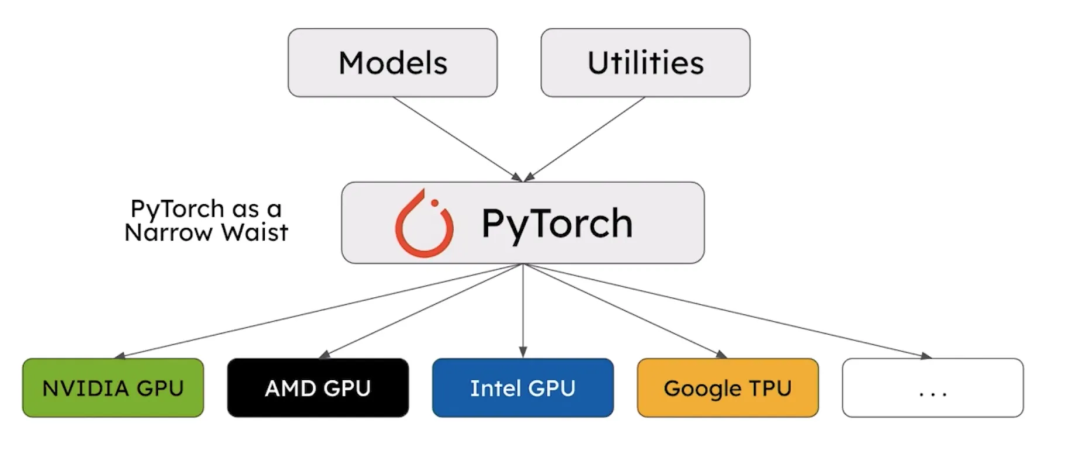 Models
Utilities
PyTorch as a
Narrow Waist
PyTorch
NVIDIA GPU
AMD GPU
Intel GPU
Google TPU
...